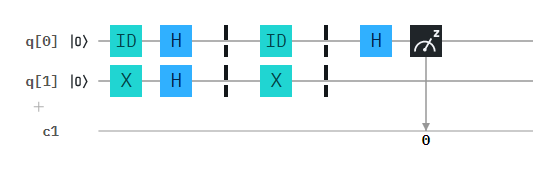 q[0] |0⟩ ID H ID H z
q[1] |0⟩ X H X
+
c1
0